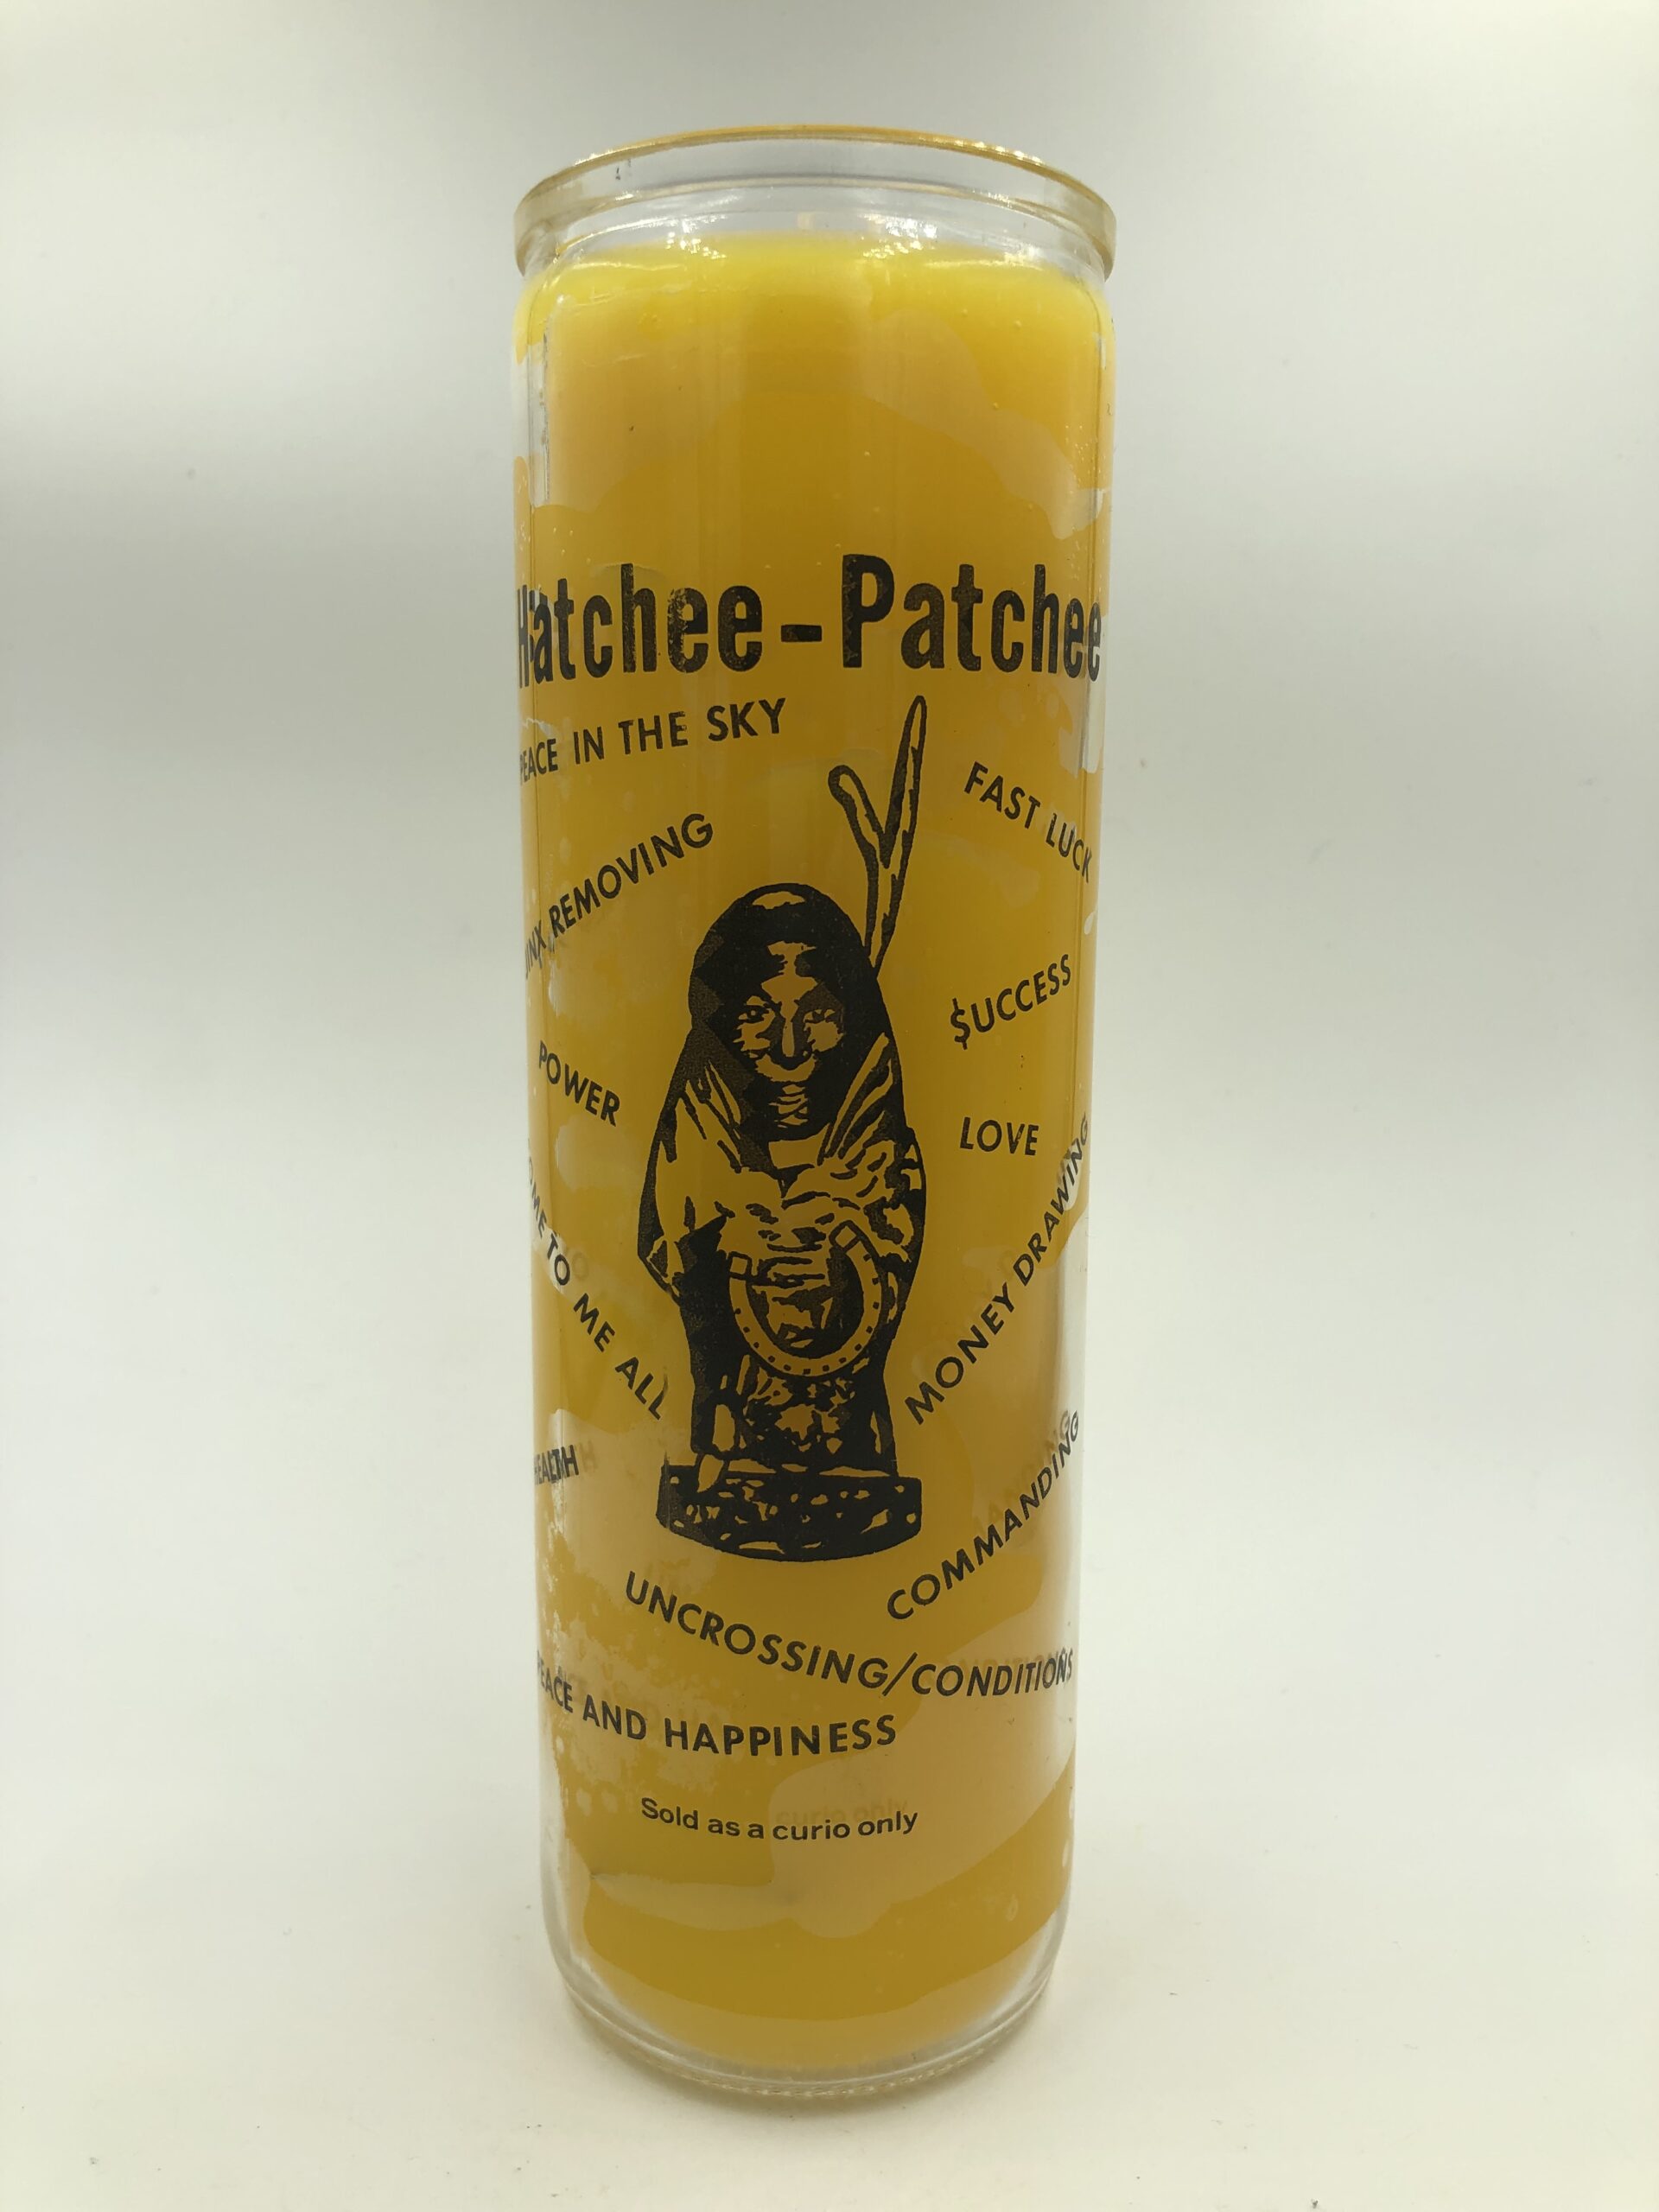 Hatchee-Patchee
PEACE IN THE SKY
FAST LUCK
JINX REMOVING
$UCCESS
POWER
LOVE
COME TO ME ALL
MONEY DRAWING
HEALTH
COMMANDING
UNCROSSING/CONDITIONS
PEACE AND HAPPINESS
Sold as a curio only